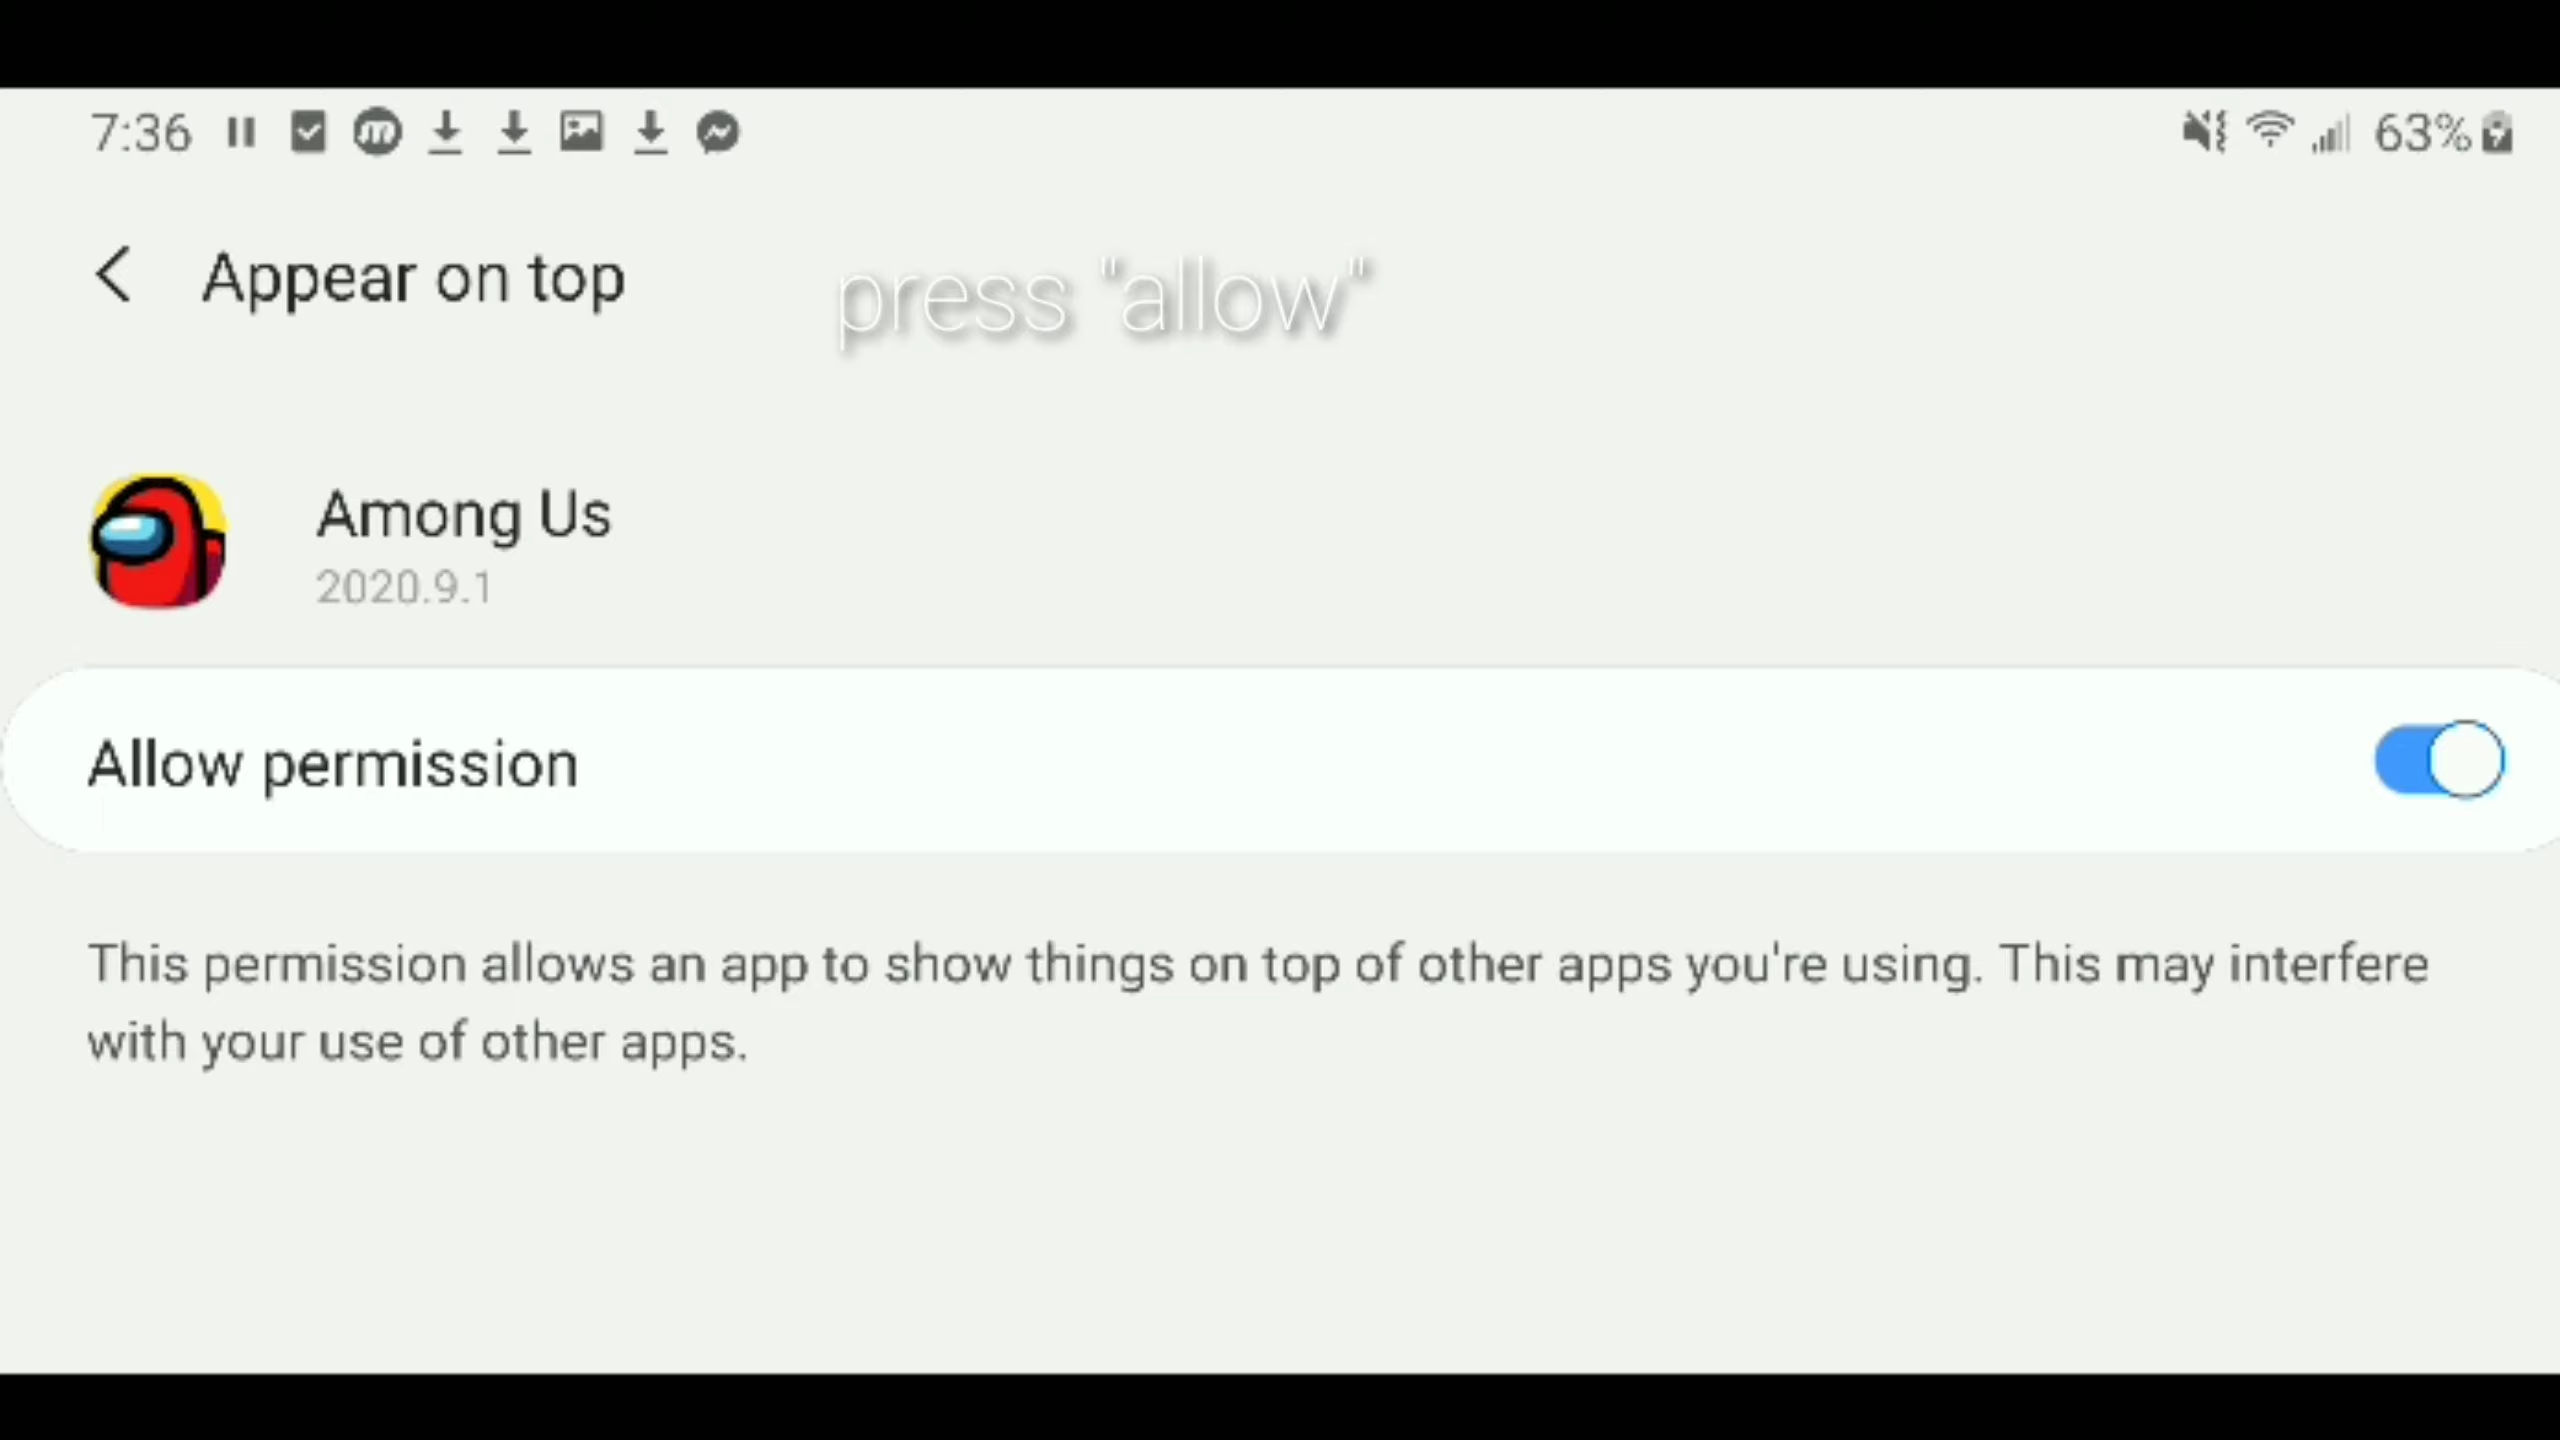 7:36 63%
Appear on top
press "allow"
Among Us
2020.9.1
Allow permission
This permission allows an app to show things on top of other apps you're using. This may interfere
with your use of other apps.